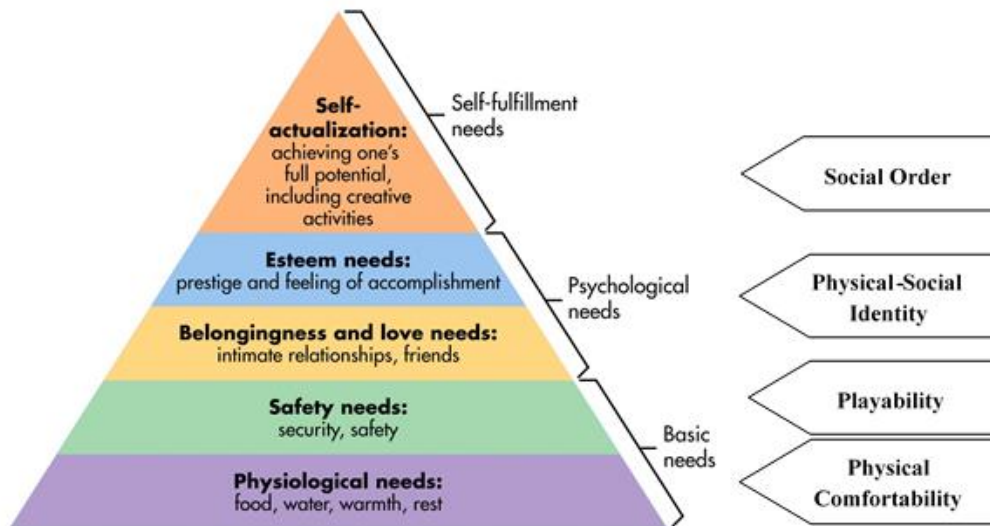 Self-
actualization:
achieving one's
full potential,
including creative
activities
Esteem needs:
prestige and feeling of accomplishment
Belongingness and love needs:
intimate relationships, friends
Safety needs:
security, safety
Physiological needs:
food, water, warmth, rest
Self-fulfillment
needs
Psychological
needs
Basic
needs
Social Order
Physical-Social
Identity
Playability
Physical
Comfortability